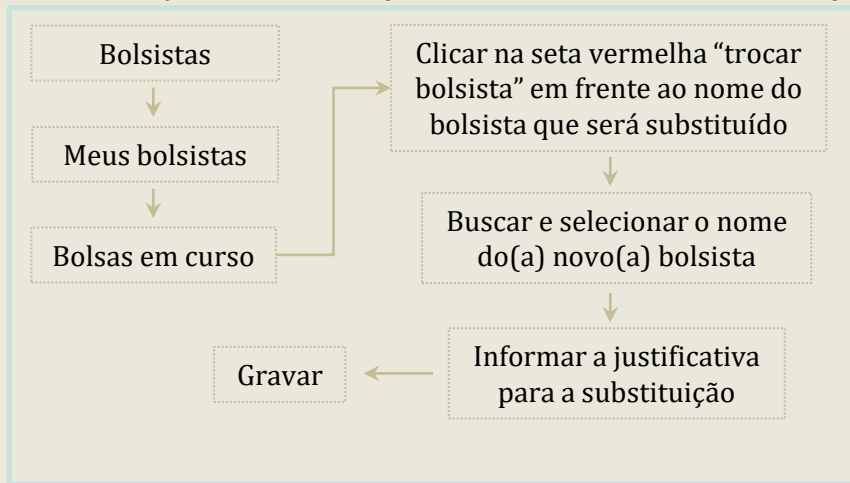 Bolsistas
Meus bolsistas
Bolsas em curso
Clicar na seta vermelha “trocar
bolsista” em frente ao nome do
bolsista que será substituído
Buscar e selecionar o nome
do(a) novo(a) bolsista
Informar a justificativa
para a substituição
Gravar